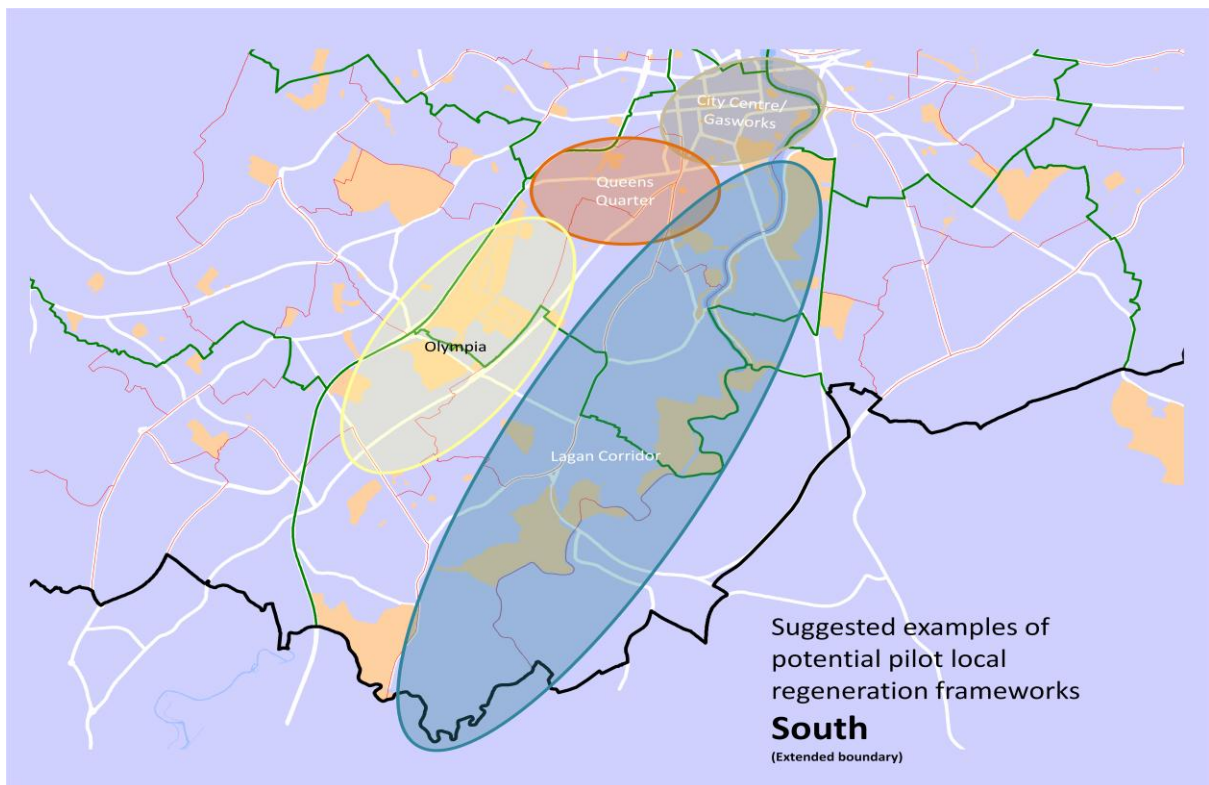 City Centre/
Gasworks
Queens
Quarter
Olympia
Lagan Corridor
Suggested examples of
potential pilot local
regeneration frameworks
South
(Extended boundary)